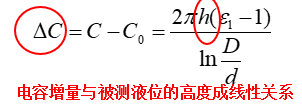 ΔC = C − C₀ = 2πh(ε₁ − 1) / ln(D/d)
电容增量与被测液位的高度成线性关系